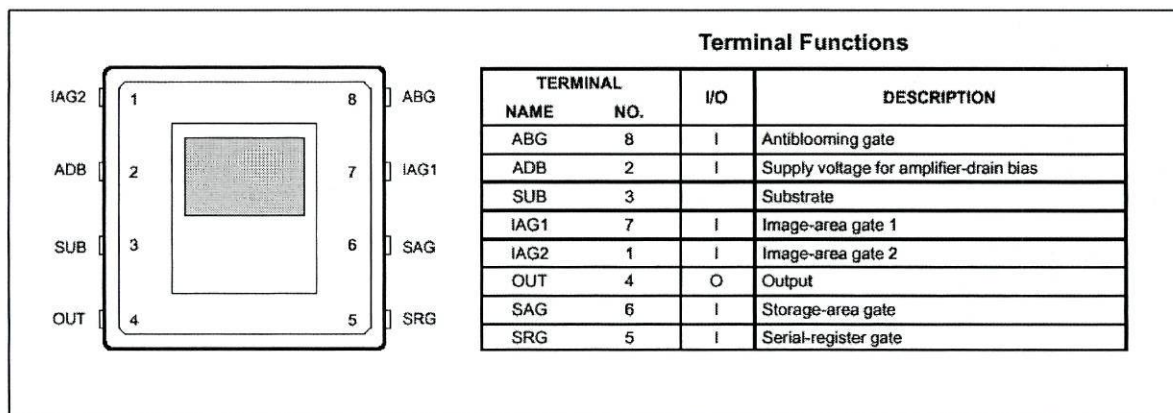 Terminal Functions
IAG2 1 8 ABG
ADB 2 7 IAG1
SUB 3 6 SAG
OUT 4 5 SRG
TERMINAL I/O DESCRIPTION
NAME NO.
ABG 8 I Antiblooming gate
ADB 2 I Supply voltage for amplifier-drain bias
SUB 3 Substrate
IAG1 7 I Image-area gate 1
IAG2 1 I Image-area gate 2
OUT 4 O Output
SAG 6 I Storage-area gate
SRG 5 I Serial-register gate